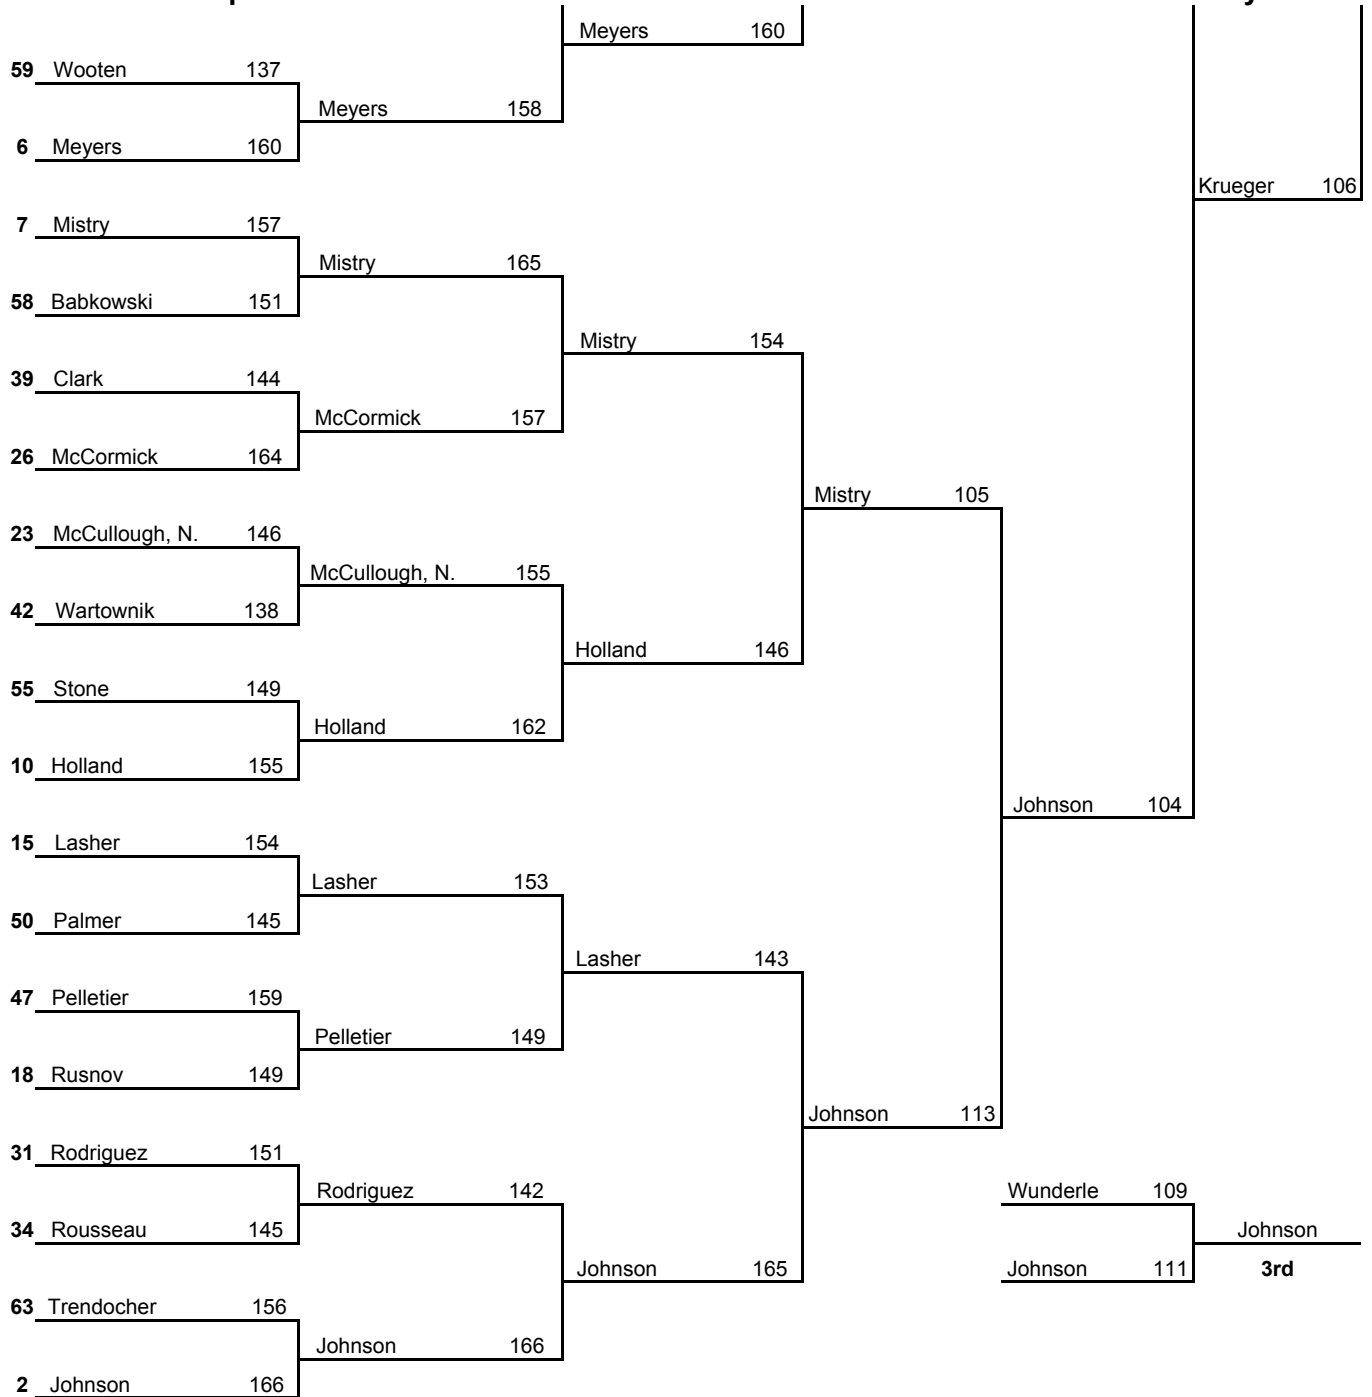 Meyers 160
59 Wooten 137
Meyers 158
6 Meyers 160
Krueger 106
7 Mistry 157
Mistry 165
58 Babkowski 151
Mistry 154
39 Clark 144
McCormick 157
26 McCormick 164
Mistry 105
23 McCullough, N. 146
McCullough, N. 155
42 Wartownik 138
Holland 146
55 Stone 149
Holland 162
10 Holland 155
Johnson 104
15 Lasher 154
Lasher 153
50 Palmer 145
Lasher 143
47 Pelletier 159
Pelletier 149
18 Rusnov 149
Johnson 113
31 Rodriguez 151
Rodriguez 142 Wunderle 109
34 Rousseau 145 Johnson
Johnson 165 Johnson 111 3rd
63 Trendocher 156
Johnson 166
2 Johnson 166